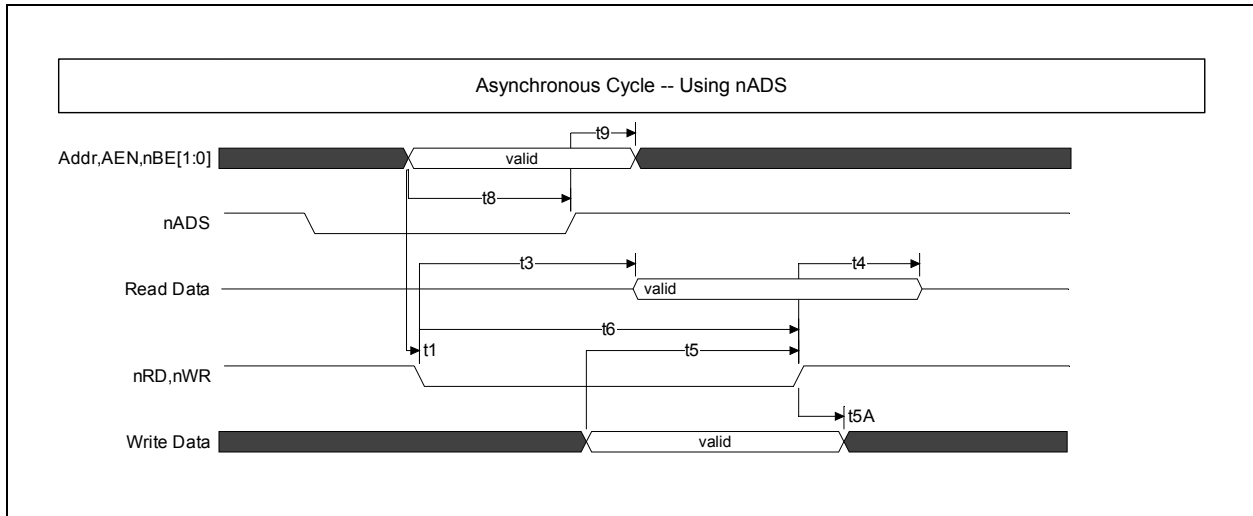 Asynchronous Cycle -- Using nADS
t9
Addr,AEN,nBE[1:0] valid
t8
nADS
t3 t4
Read Data valid
t6
t1 t5
nRD,nWR
t5A
Write Data valid